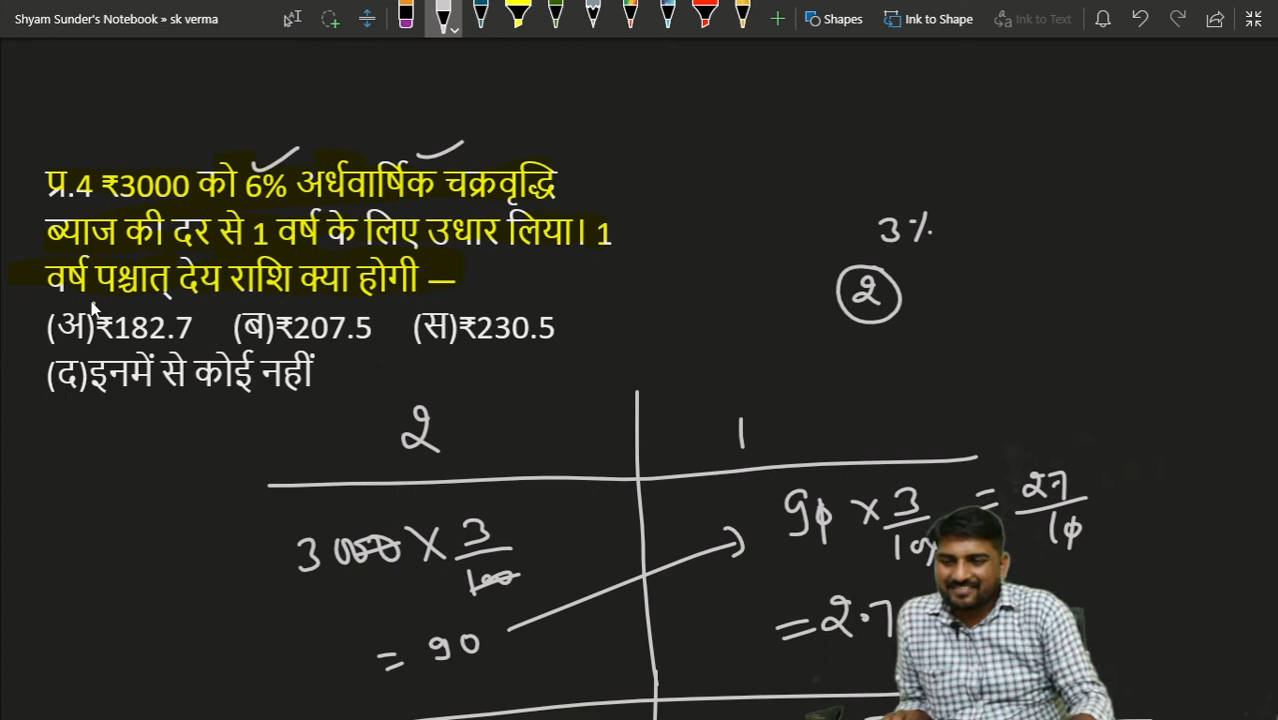 Shyam Sunder's Notebook » sk verma
Shapes
Ink to Shape
Ink to Text
प्र.4 ₹3000 को 6% अर्धवार्षिक चक्रवृद्धि
ब्याज की दर से 1 वर्ष के लिए उधार लिया। 1
वर्ष पश्चात् देय राशि क्या होगी —
(अ)₹182.7 (ब)₹207.5 (स)₹230.5
(द)इनमें से कोई नहीं
3%
2
2 1
3000 × 3/100
= 90
90 × 3/100 = 27/10
= 2.7